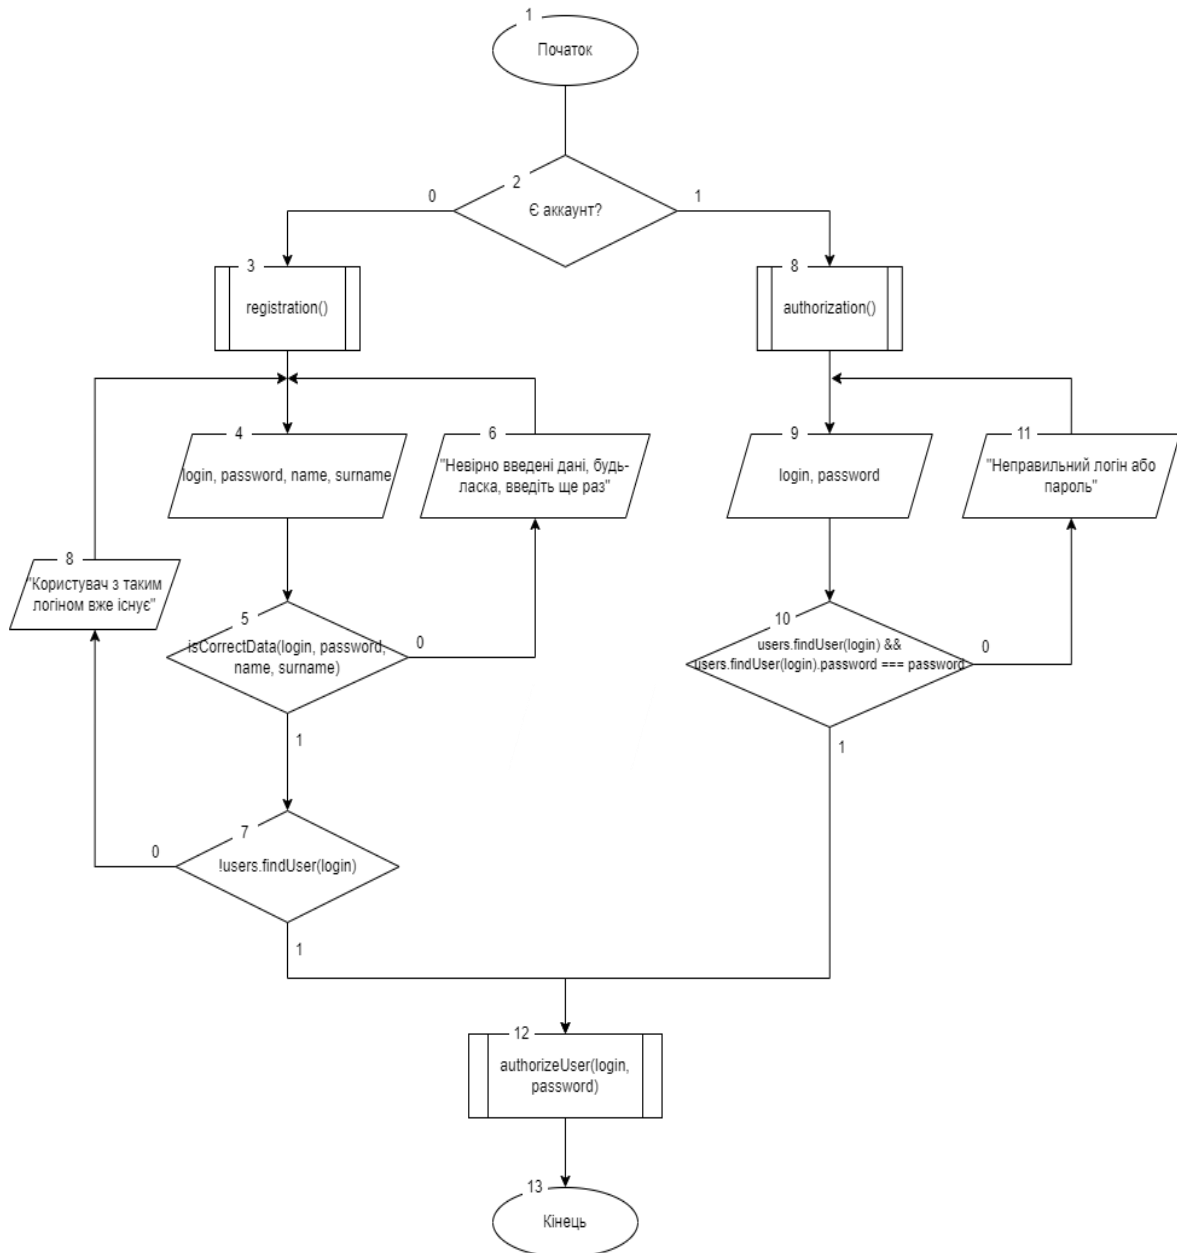 1
Початок
2
Є аккаунт?
0
1
3
registration()
8
authorization()
4
login, password, name, surname
6
"Невірно введені дані, будь-
ласка, введіть ще раз"
9
login, password
11
"Неправильний логін або
пароль"
8
"Користувач з таким
логіном вже існує"
5
isCorrectData(login, password,
name, surname)
0
10
users.findUser(login) &&
users.findUser(login).password === password
0
1
1
7
!users.findUser(login)
0
1
12
authorizeUser(login,
password)
13
Кінець